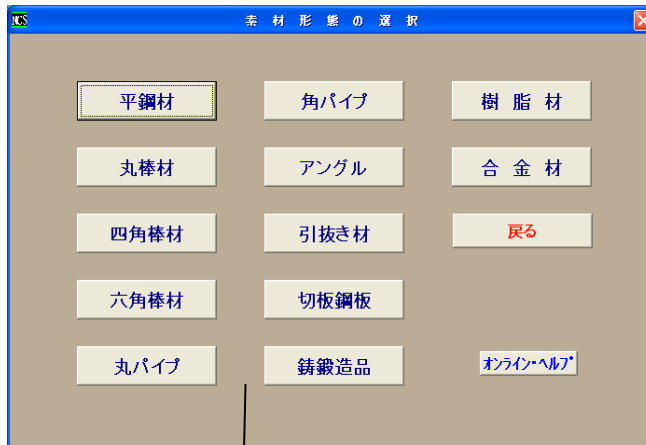 NCS 素材形態の選択
平鋼材
丸棒材
四角棒材
六角棒材
丸パイプ
角パイプ
アングル
引抜き材
切板鋼板
鋳鍛造品
樹脂材
合金材
戻る
オンライン・ヘルプ